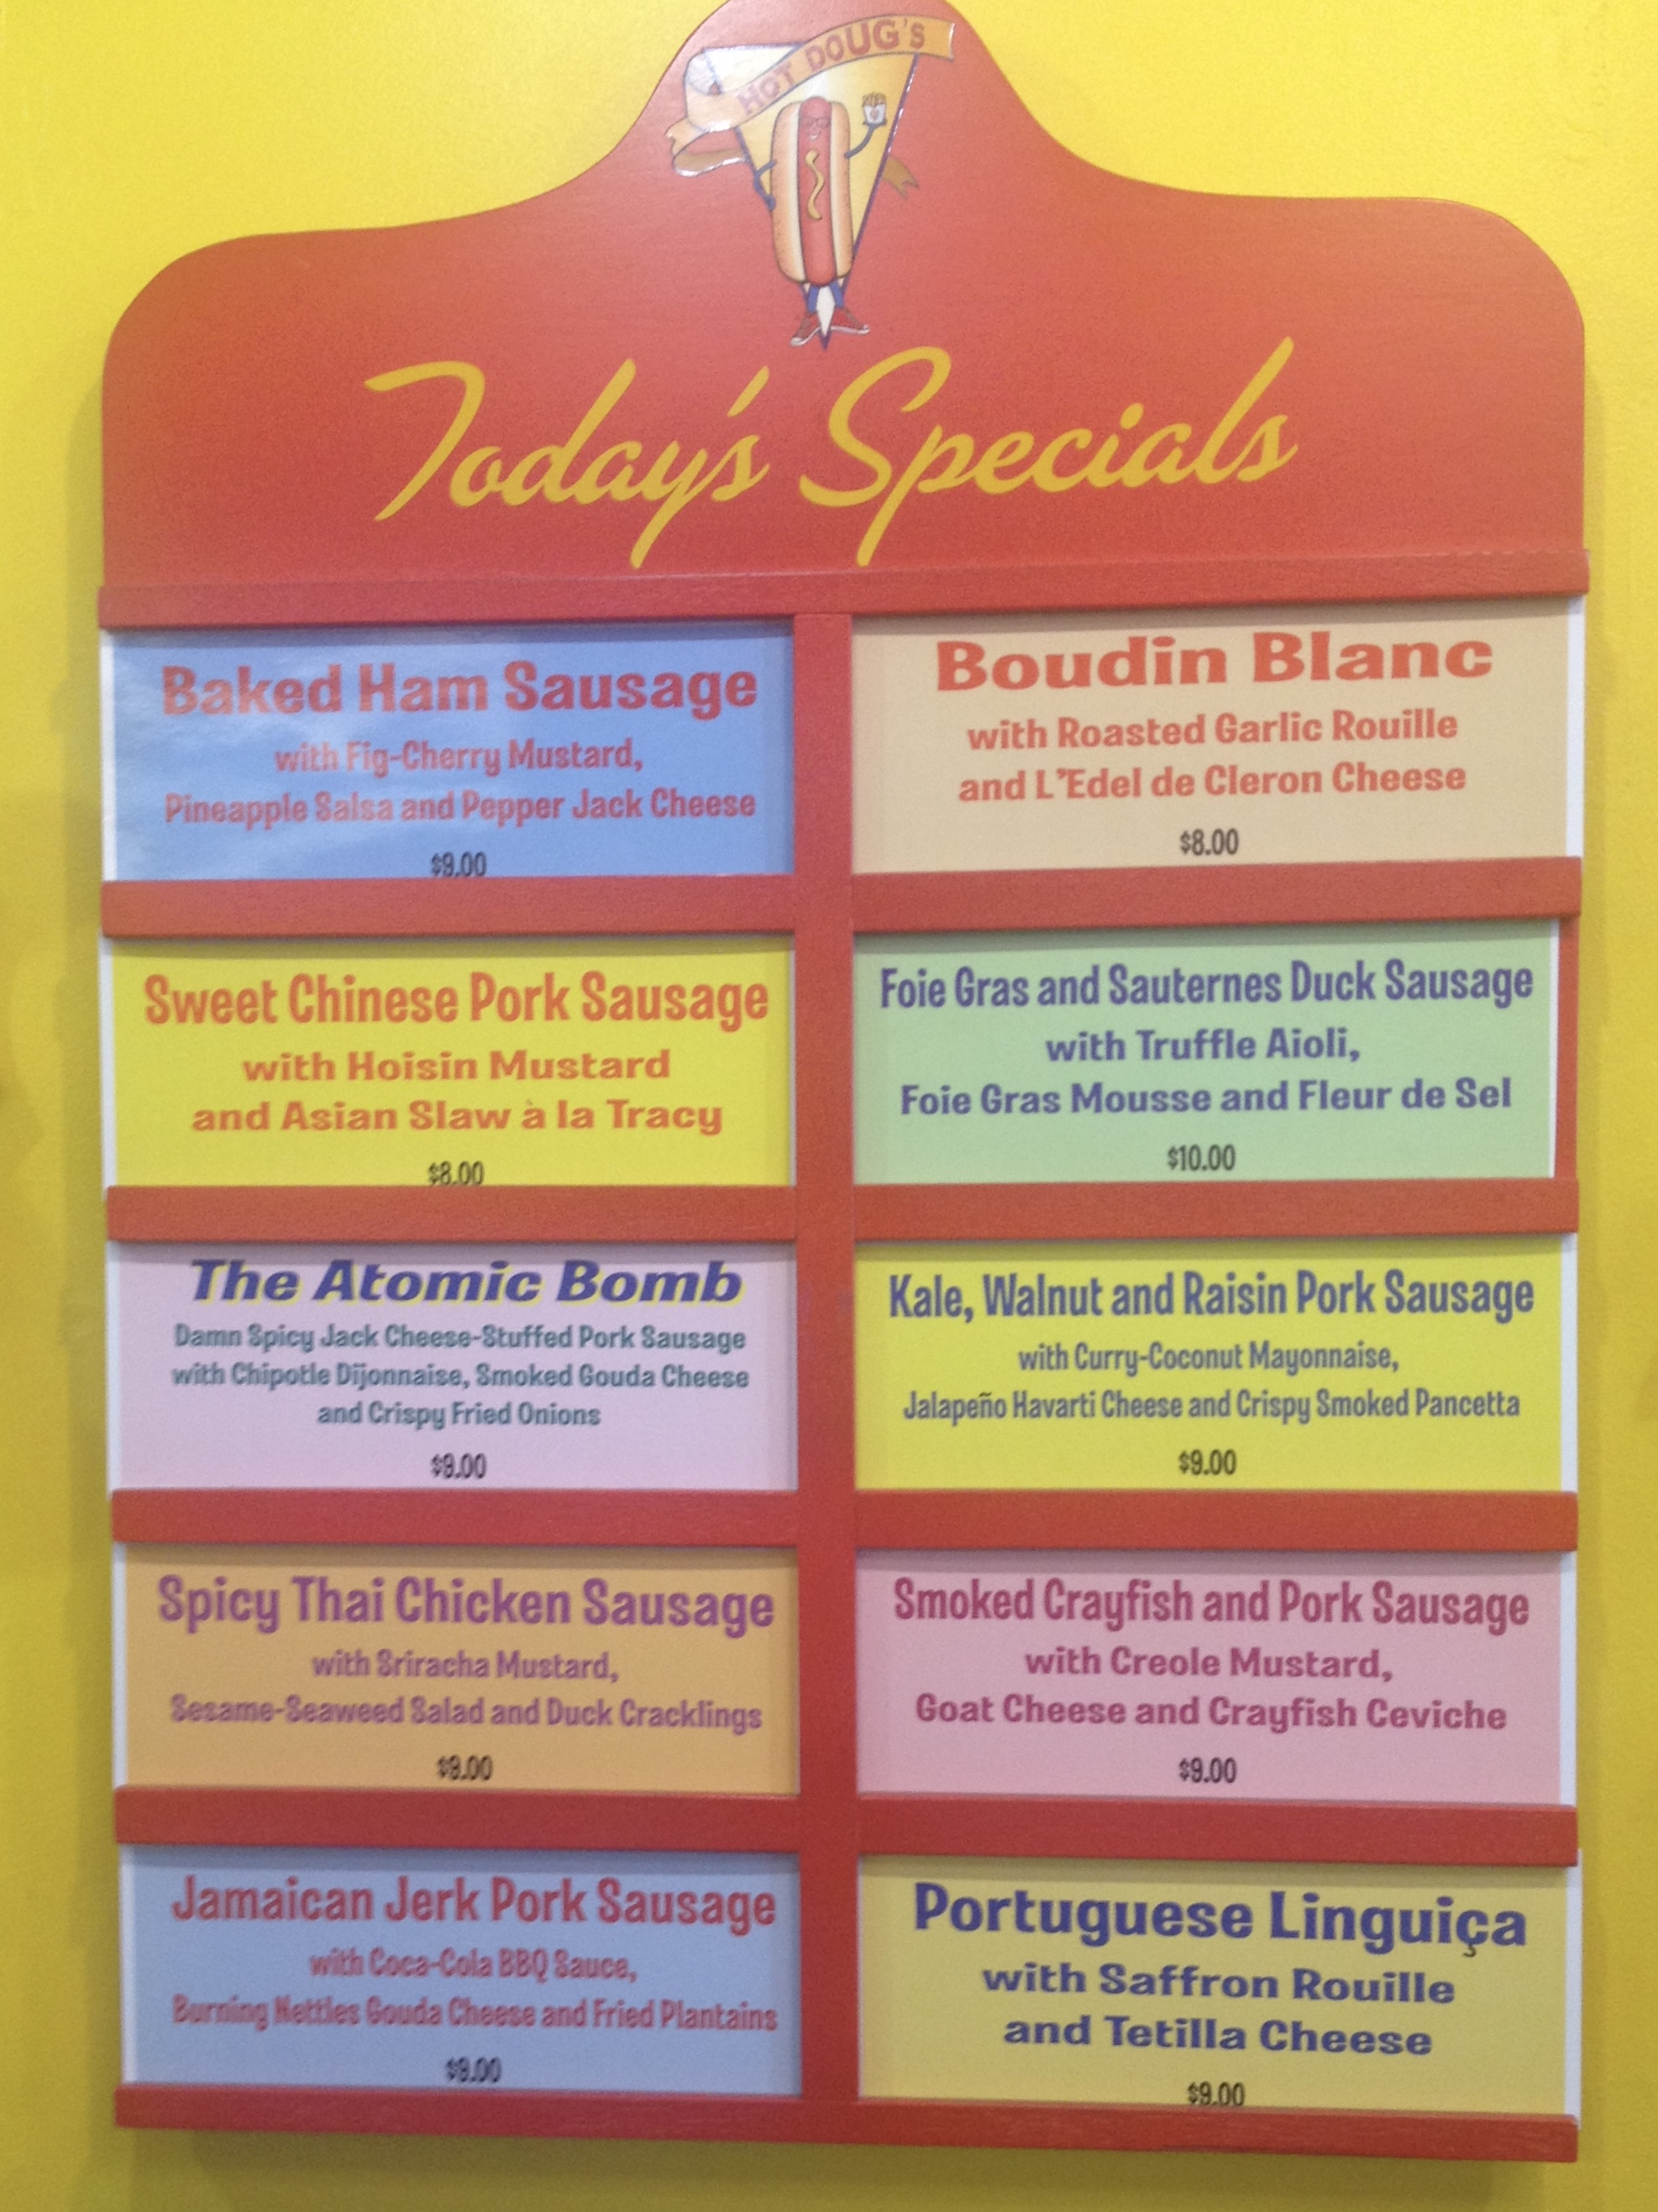 HOT DOUG'S
Today's Specials
Baked Ham Sausage
with Fig-Cherry Mustard,
Pineapple Salsa and Pepper Jack Cheese
$9.00
Boudin Blanc
with Roasted Garlic Rouille
and L'Edel de Cleron Cheese
$8.00
Sweet Chinese Pork Sausage
with Hoisin Mustard
and Asian Slaw à la Tracy
$8.00
Foie Gras and Sauternes Duck Sausage
with Truffle Aioli,
Foie Gras Mousse and Fleur de Sel
$10.00
The Atomic Bomb
Damn Spicy Jack Cheese-Stuffed Pork Sausage
with Chipotle Dijonnaise, Smoked Gouda Cheese
and Crispy Fried Onions
$9.00
Kale, Walnut and Raisin Pork Sausage
with Curry-Coconut Mayonnaise,
Jalapeño Havarti Cheese and Crispy Smoked Pancetta
$9.00
Spicy Thai Chicken Sausage
with Sriracha Mustard,
Sesame-Seaweed Salad and Duck Cracklings
$9.00
Smoked Crayfish and Pork Sausage
with Creole Mustard,
Goat Cheese and Crayfish Ceviche
$9.00
Jamaican Jerk Pork Sausage
with Coca-Cola BBQ Sauce,
Burning Nettles Gouda Cheese and Fried Plantains
$9.00
Portuguese Linguiça
with Saffron Rouille
and Tetilla Cheese
$9.00